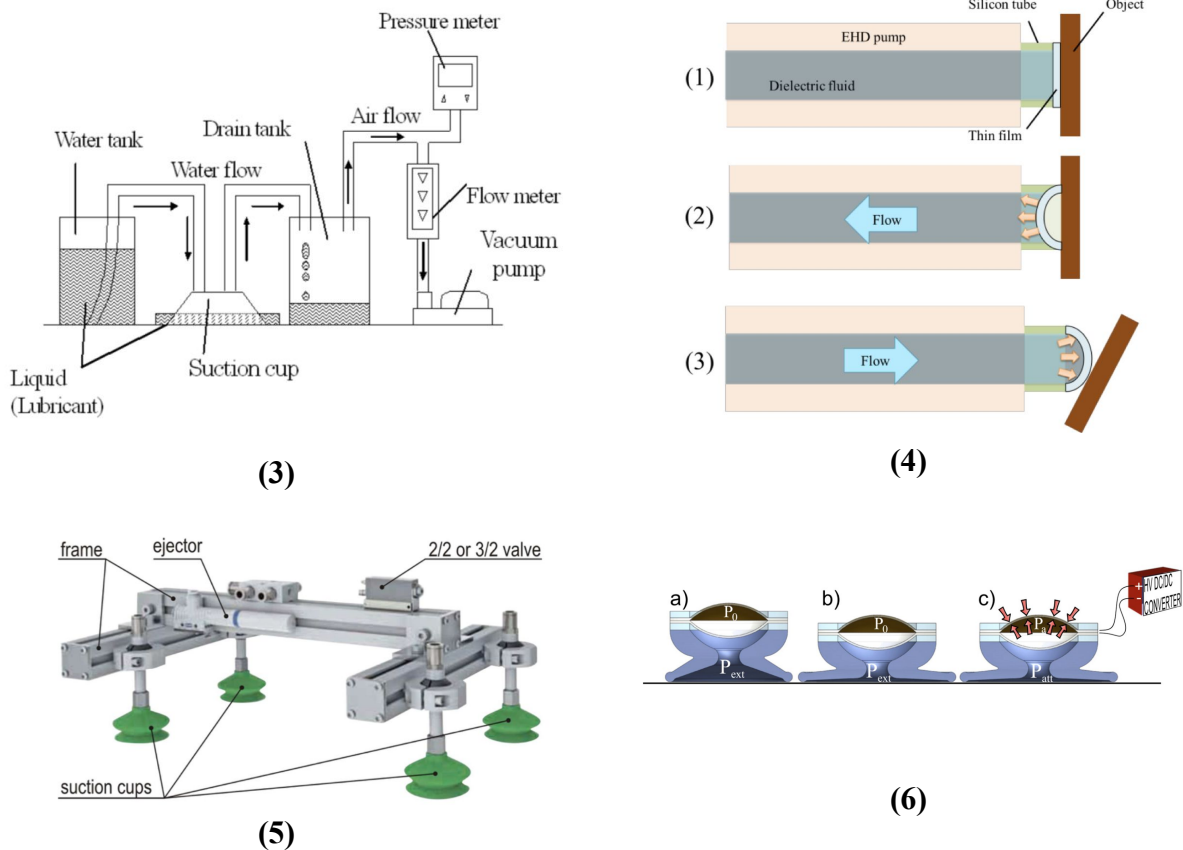 Pressure meter
Air flow
Drain tank
Water tank
Water flow
Flow meter
Vacuum
pump
Suction cup
Liquid
(Lubricant)
(3)
Silicon tube
Object
EHD pump
(1)
Dielectric fluid
Thin film
(2)
Flow
(3)
Flow
(4)
frame
ejector
2/2 or 3/2 valve
suction cups
(5)
a)
P0
Pext
b)
P0
Pext
c)
Pa
Patt
+
-
HV DC/DC
CONVERTER
(6)